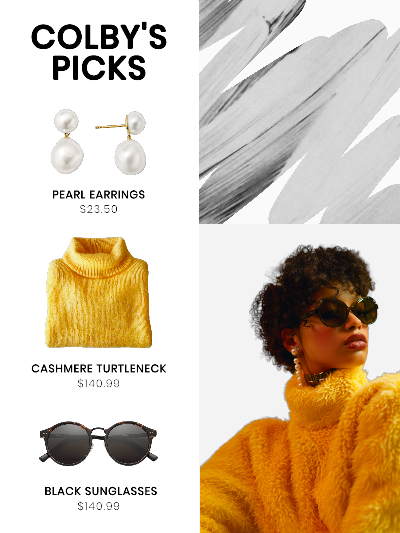 COLBY'S
PICKS
PEARL EARRINGS
$23.50
CASHMERE TURTLENECK
$140.99
BLACK SUNGLASSES
$140.99